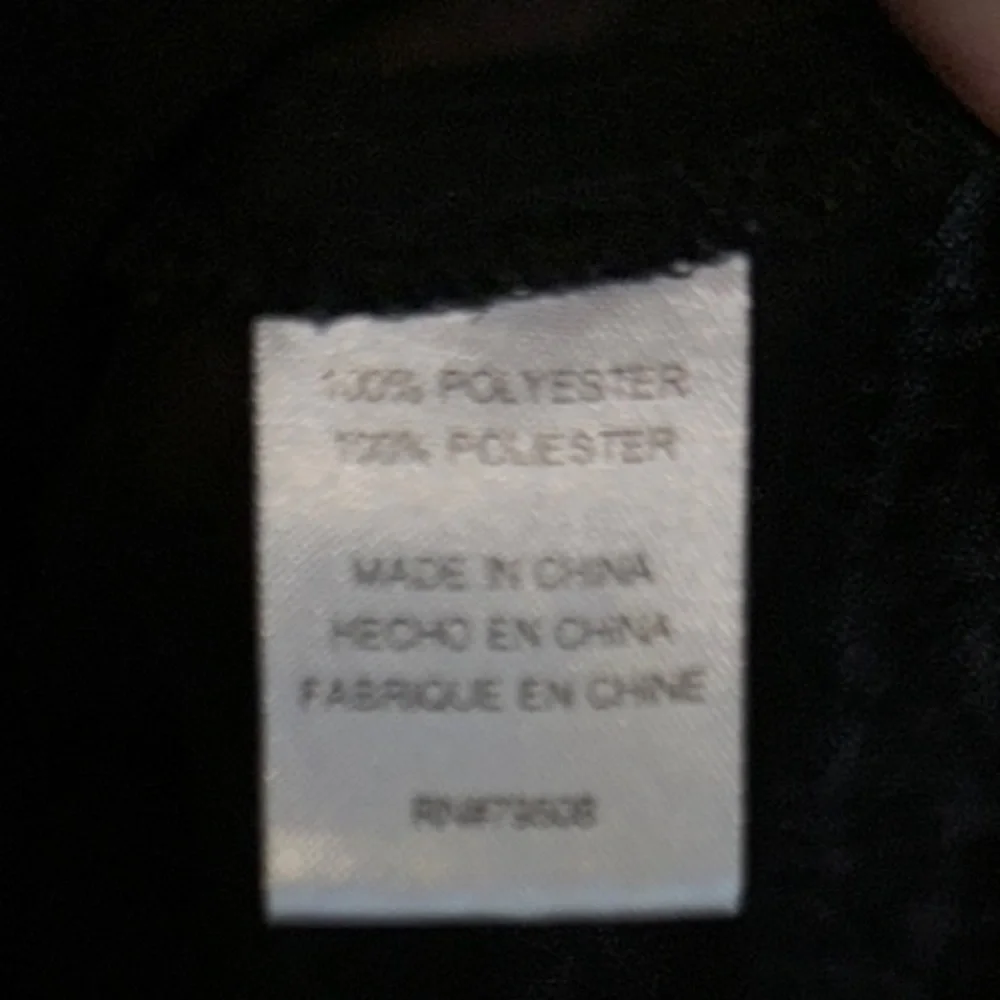 100% POLYESTER
100% POLIESTER
MADE IN CHINA
HECHO EN CHINA
FABRIQUE EN CHINE